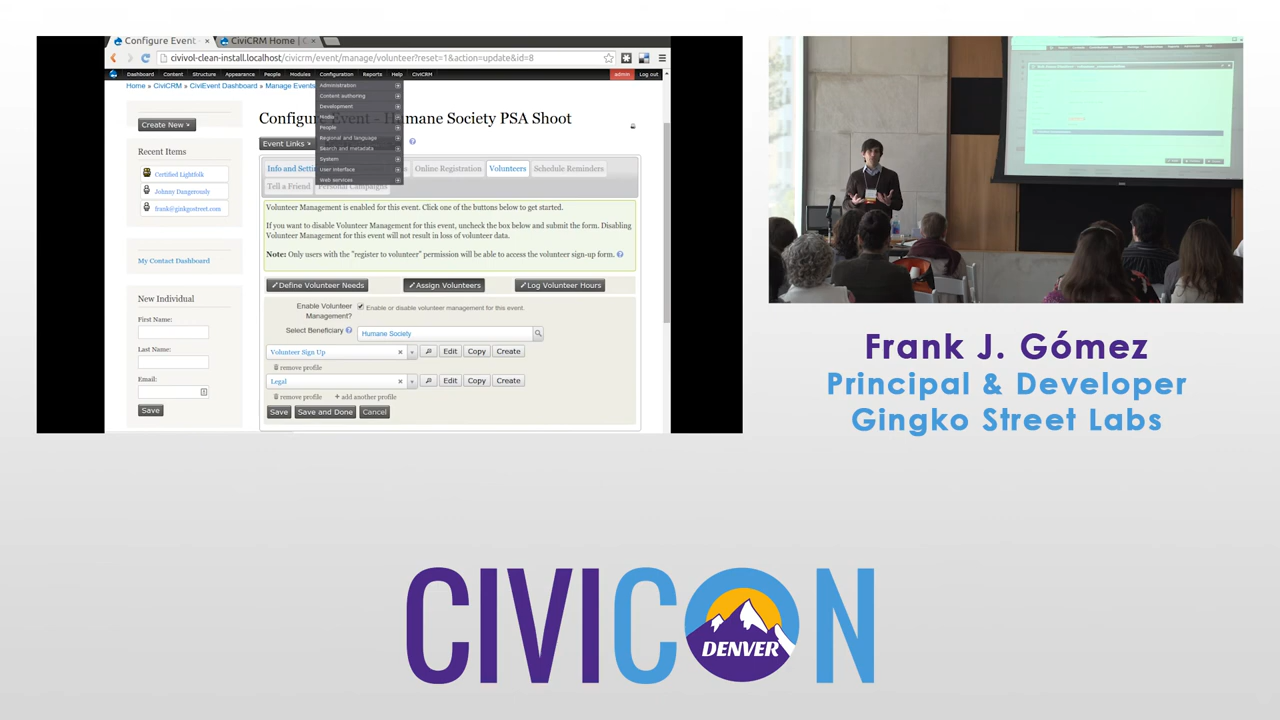 Configure Event -
CiviCRM Home | C
civivol-clean-install.localhost/civicrm/event/manage/volunteer?reset=1&action=update&id=8
Dashboard Content Structure Appearance People Modules Configuration Reports Help CiviCRM admin Log out
Home » CiviCRM » CiviEvent Dashboard » Manage Events
Administration
Content authoring
Development
Media
People
Regional and language
Search and metadata
System
User interface
Web services
Create New »
Recent Items
Certified Lightfolk
Johnny Dangerously
frank@ginkgostreet.com
My Contact Dashboard
New Individual
First Name:
Last Name:
Email:
Save
Configure Event - Humane Society PSA Shoot
Event Links »
Info and Setti
Online Registration
Volunteers
Schedule Reminders
Tell a Friend
Personal Campaigns
Volunteer Management is enabled for this event. Click one of the buttons below to get started.
If you want to disable Volunteer Management for this event, uncheck the box below and submit the form. Disabling
Volunteer Management for this event will not result in loss of volunteer data.
Note: Only users with the "register to volunteer" permission will be able to access the volunteer sign-up form.
Define Volunteer Needs
Assign Volunteers
Log Volunteer Hours
Enable Volunteer
Management?
Enable or disable volunteer management for this event.
Select Beneficiary
Humane Society
Volunteer Sign Up
Edit Copy Create
remove profile
Legal
Edit Copy Create
remove profile + add another profile
Save
Save and Done
Cancel
Frank J. Gómez
Principal & Developer
Gingko Street Labs
CIVICON
DENVER